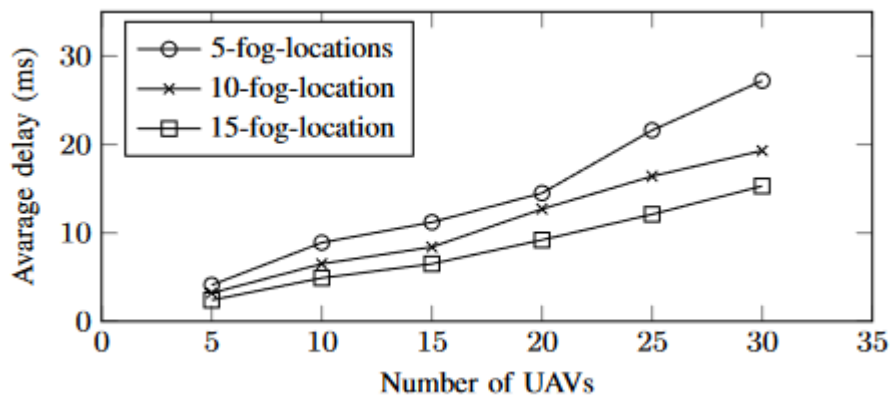 5-fog-locations
10-fog-location
15-fog-location
Avarage delay (ms)
30
20
10
0
0 5 10 15 20 25 30 35
Number of UAVs